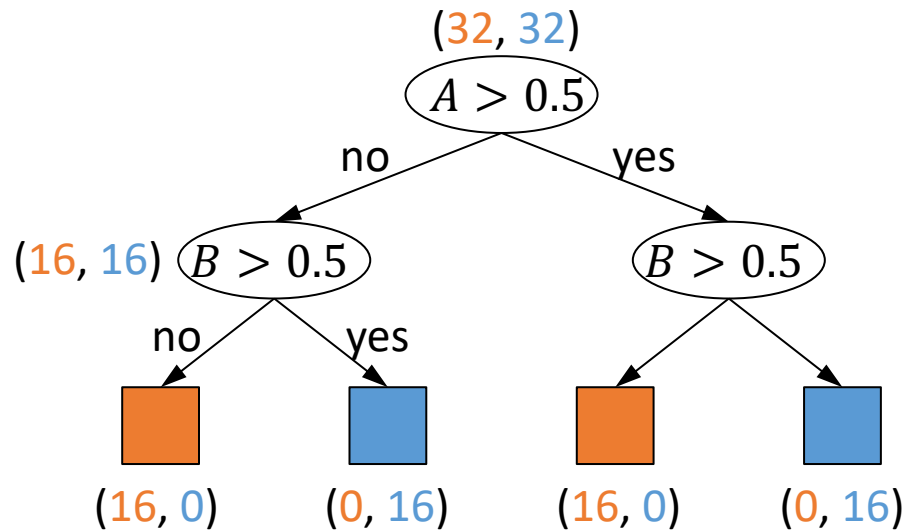 (32, 32)
A > 0.5
no
yes
(16, 16)
B > 0.5
B > 0.5
no
yes
(16, 0)
(0, 16)
(16, 0)
(0, 16)